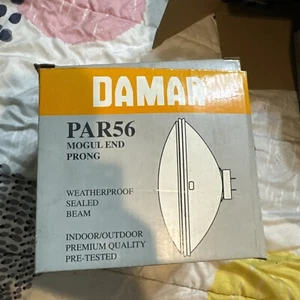 DAMAR
PAR56
MOGUL END
PRONG
WEATHERPROOF
SEALED
BEAM
INDOOR/OUTDOOR
PREMIUM QUALITY
PRE-TESTED